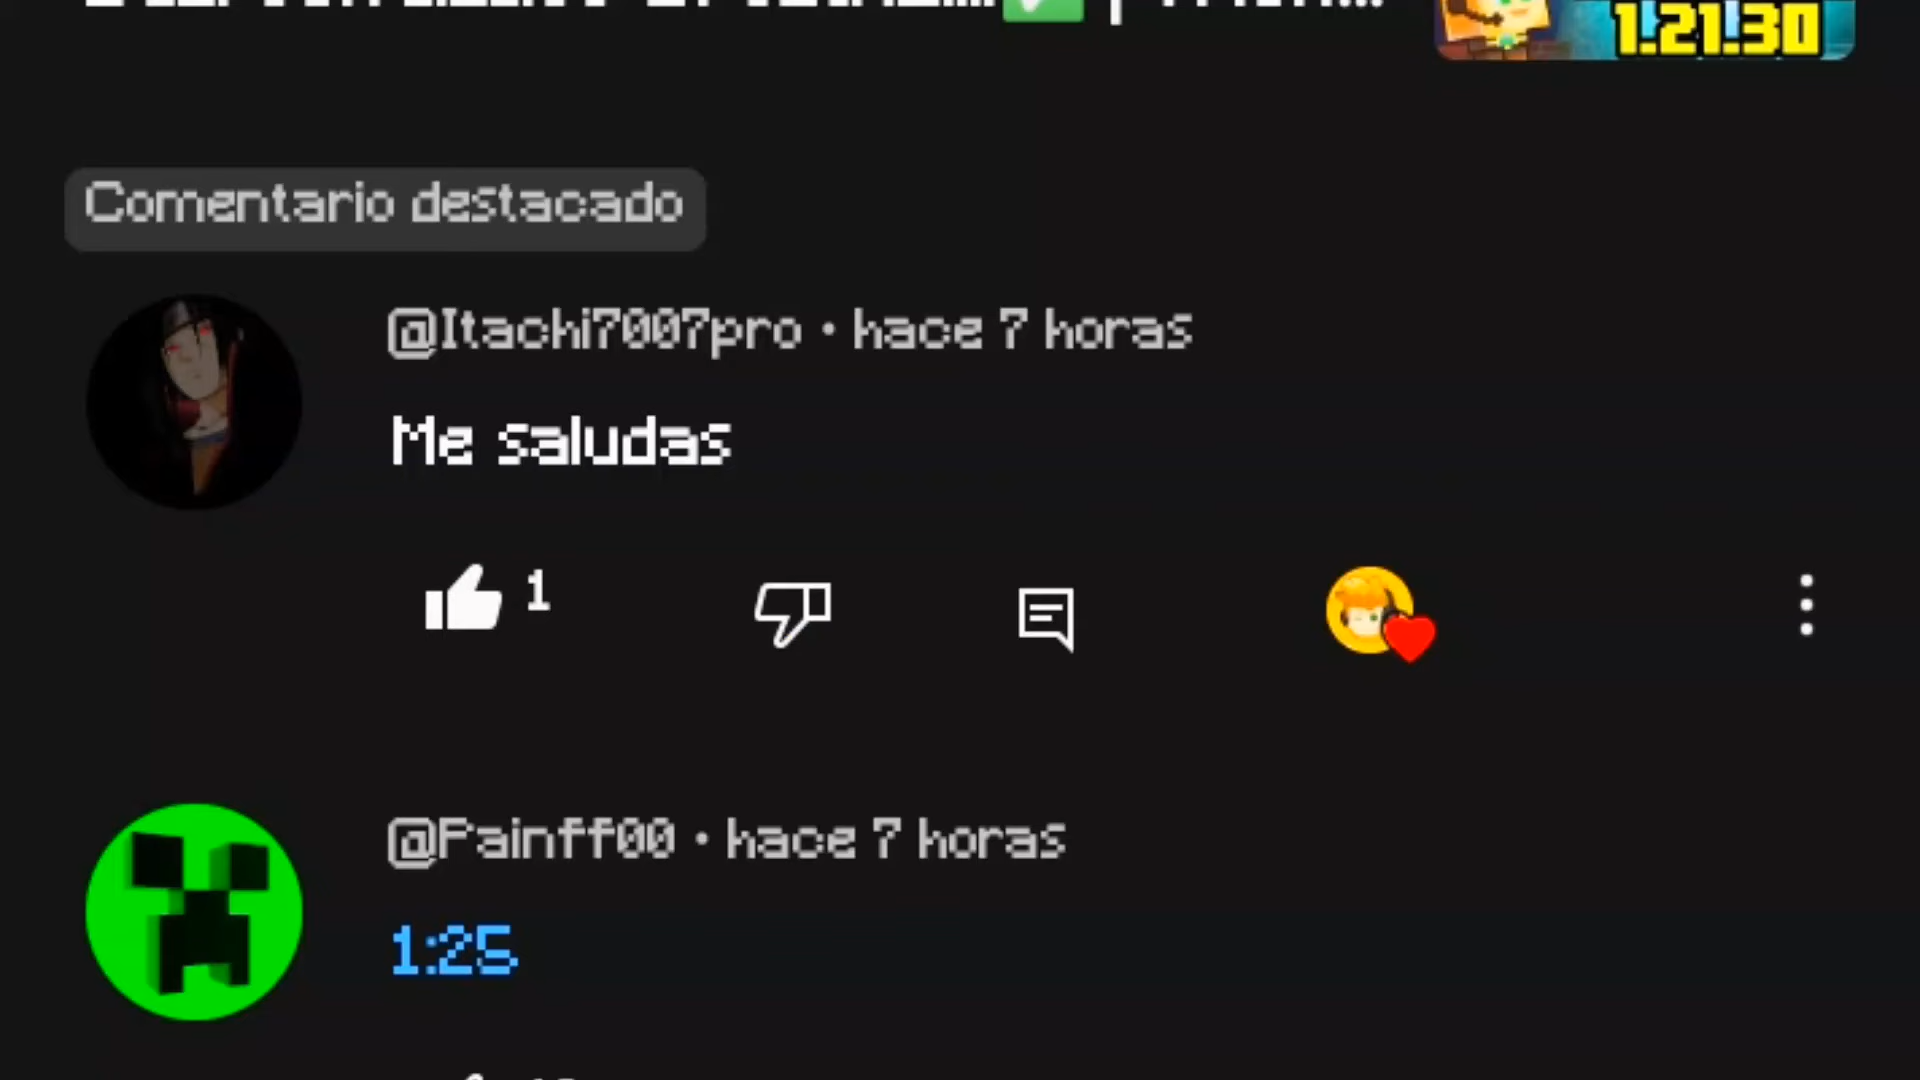 1.21.30
Comentario destacado
@Itachi7007pro · hace 7 horas
Me saludas
1
@Painff00 · hace 7 horas
1:25